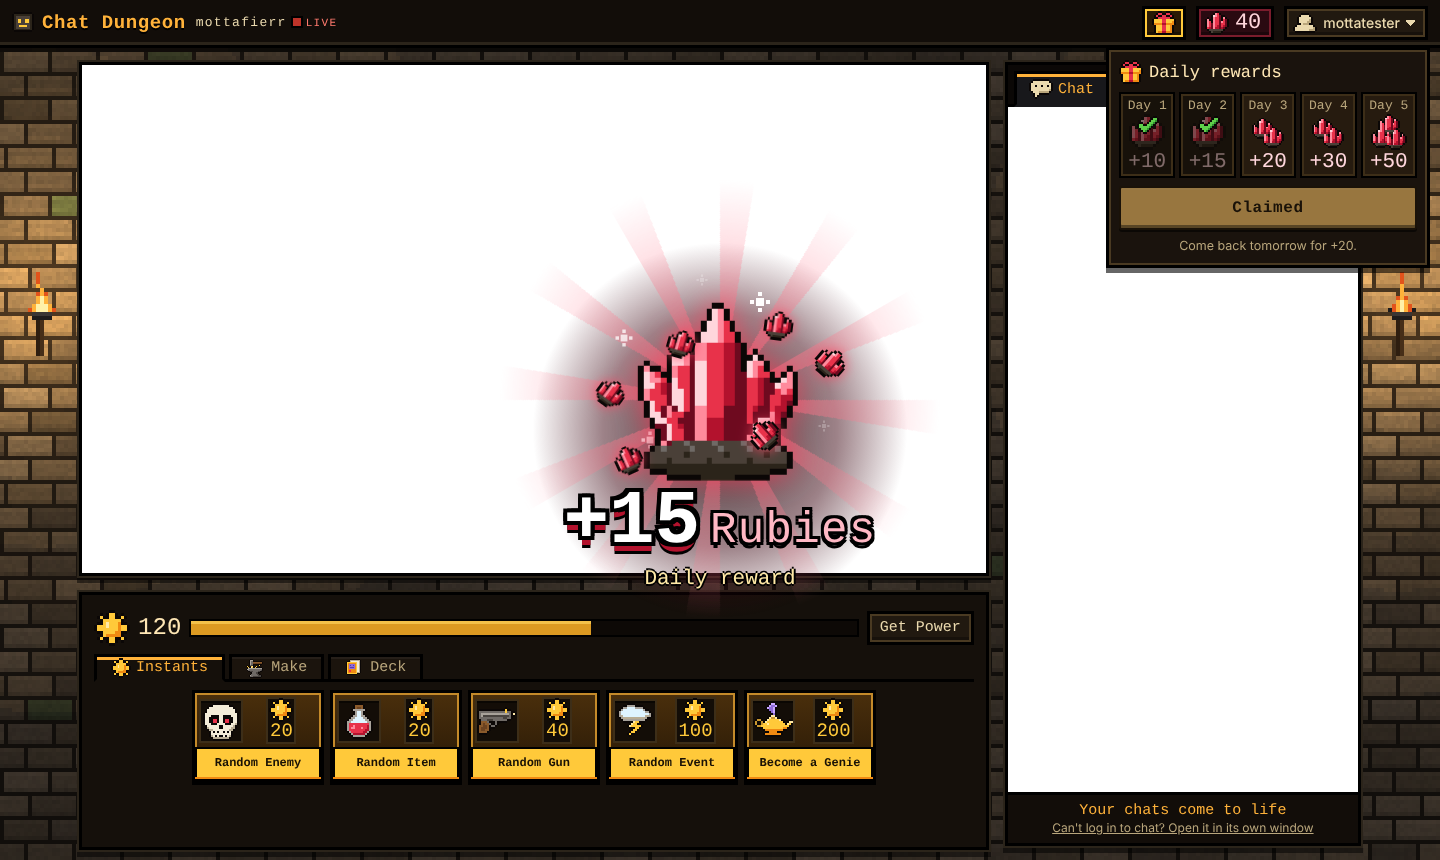 Chat Dungeon mottafierr LIVE
40
mottatester
Daily rewards
Day 1 Day 2 Day 3 Day 4 Day 5
+10 +15 +20 +30 +50
Claimed
Come back tomorrow for +20.
Chat
+15 Rubies
Daily reward
120
Get Power
Instants Make Deck
20 20 40 100 200
Random Enemy Random Item Random Gun Random Event Become a Genie
Your chats come to life
Can't log in to chat? Open it in its own window